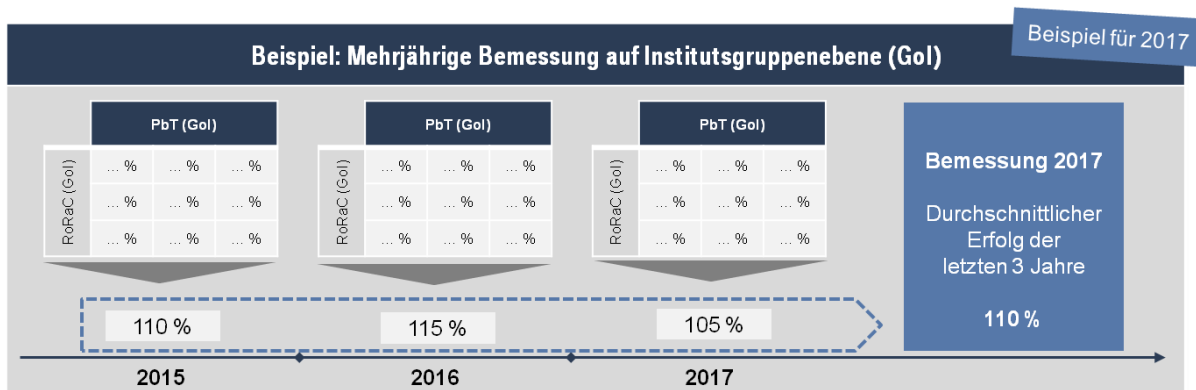 Beispiel für 2017
Beispiel: Mehrjährige Bemessung auf Institutsgruppenebene (GoI)
PbT (GoI)
RoRaC (GoI)
... % ... % ... %
... % ... % ... %
... % ... % ... %
PbT (GoI)
RoRaC (GoI)
... % ... % ... %
... % ... % ... %
... % ... % ... %
PbT (GoI)
RoRaC (GoI)
... % ... % ... %
... % ... % ... %
... % ... % ... %
Bemessung 2017
Durchschnittlicher
Erfolg der
letzten 3 Jahre
110 %
110 %
115 %
105 %
2015
2016
2017